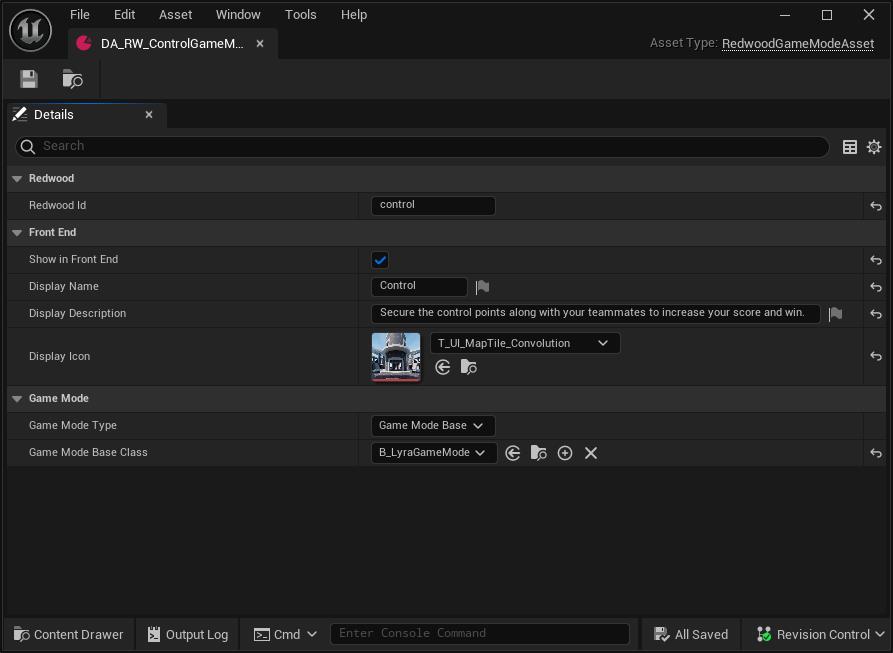 File Edit Asset Window Tools Help
DA_RW_ControlGameM...
Asset Type: RedwoodGameModeAsset
Details
Search
Redwood
Redwood Id control
Front End
Show in Front End
Display Name Control
Display Description Secure the control points along with your teammates to increase your score and win.
Display Icon T_UI_MapTile_Convolution
Game Mode
Game Mode Type Game Mode Base
Game Mode Base Class B_LyraGameMode
Content Drawer Output Log Cmd Enter Console Command All Saved Revision Control